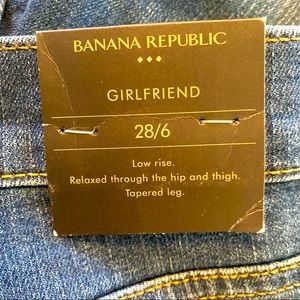 BANANA REPUBLIC
GIRLFRIEND
28/6
Low rise.
Relaxed through the hip and thigh.
Tapered leg.